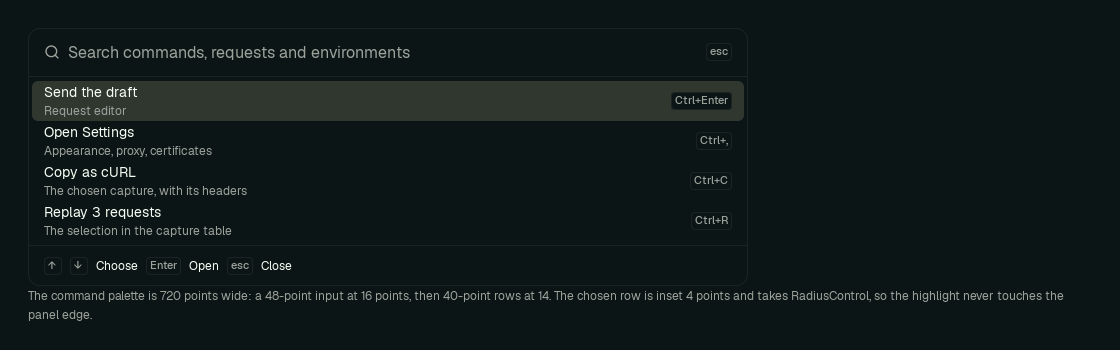 Search commands, requests and environments esc
Send the draft Ctrl+Enter
Request editor
Open Settings Ctrl+,
Appearance, proxy, certificates
Copy as cURL Ctrl+C
The chosen capture, with its headers
Replay 3 requests Ctrl+R
The selection in the capture table
↑ ↓ Choose Enter Open esc Close
The command palette is 720 points wide: a 48-point input at 16 points, then 40-point rows at 14. The chosen row is inset 4 points and takes RadiusControl, so the highlight never touches the
panel edge.